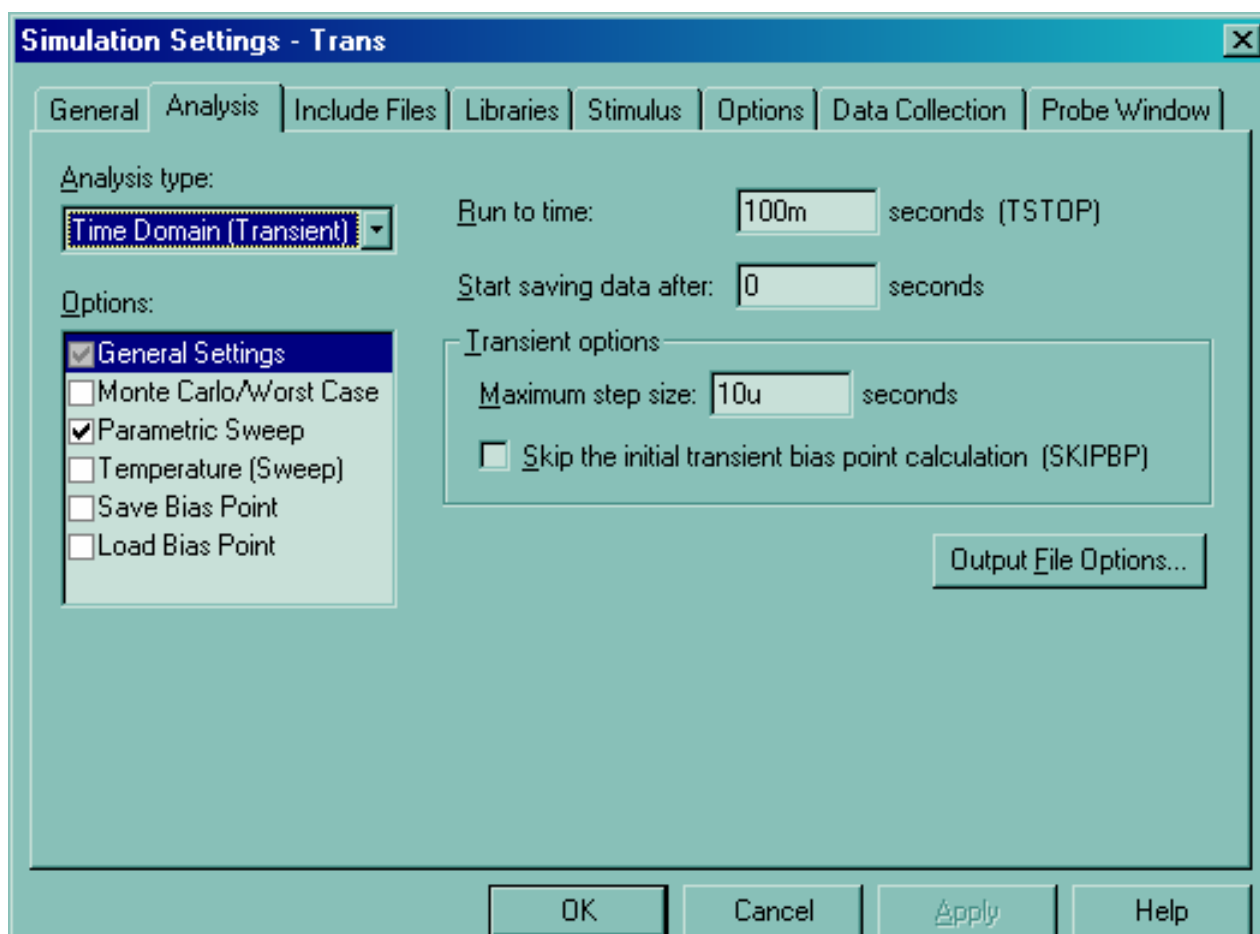 Simulation Settings - Trans
General Analysis Include Files Libraries Stimulus Options Data Collection Probe Window
Analysis type:
Time Domain (Transient)
Options:
General Settings
Monte Carlo/Worst Case
Parametric Sweep
Temperature (Sweep)
Save Bias Point
Load Bias Point
Run to time: 100m seconds (TSTOP)
Start saving data after: 0 seconds
Transient options
Maximum step size: 10u seconds
Skip the initial transient bias point calculation (SKIPBP)
Output File Options...
OK Cancel Apply Help